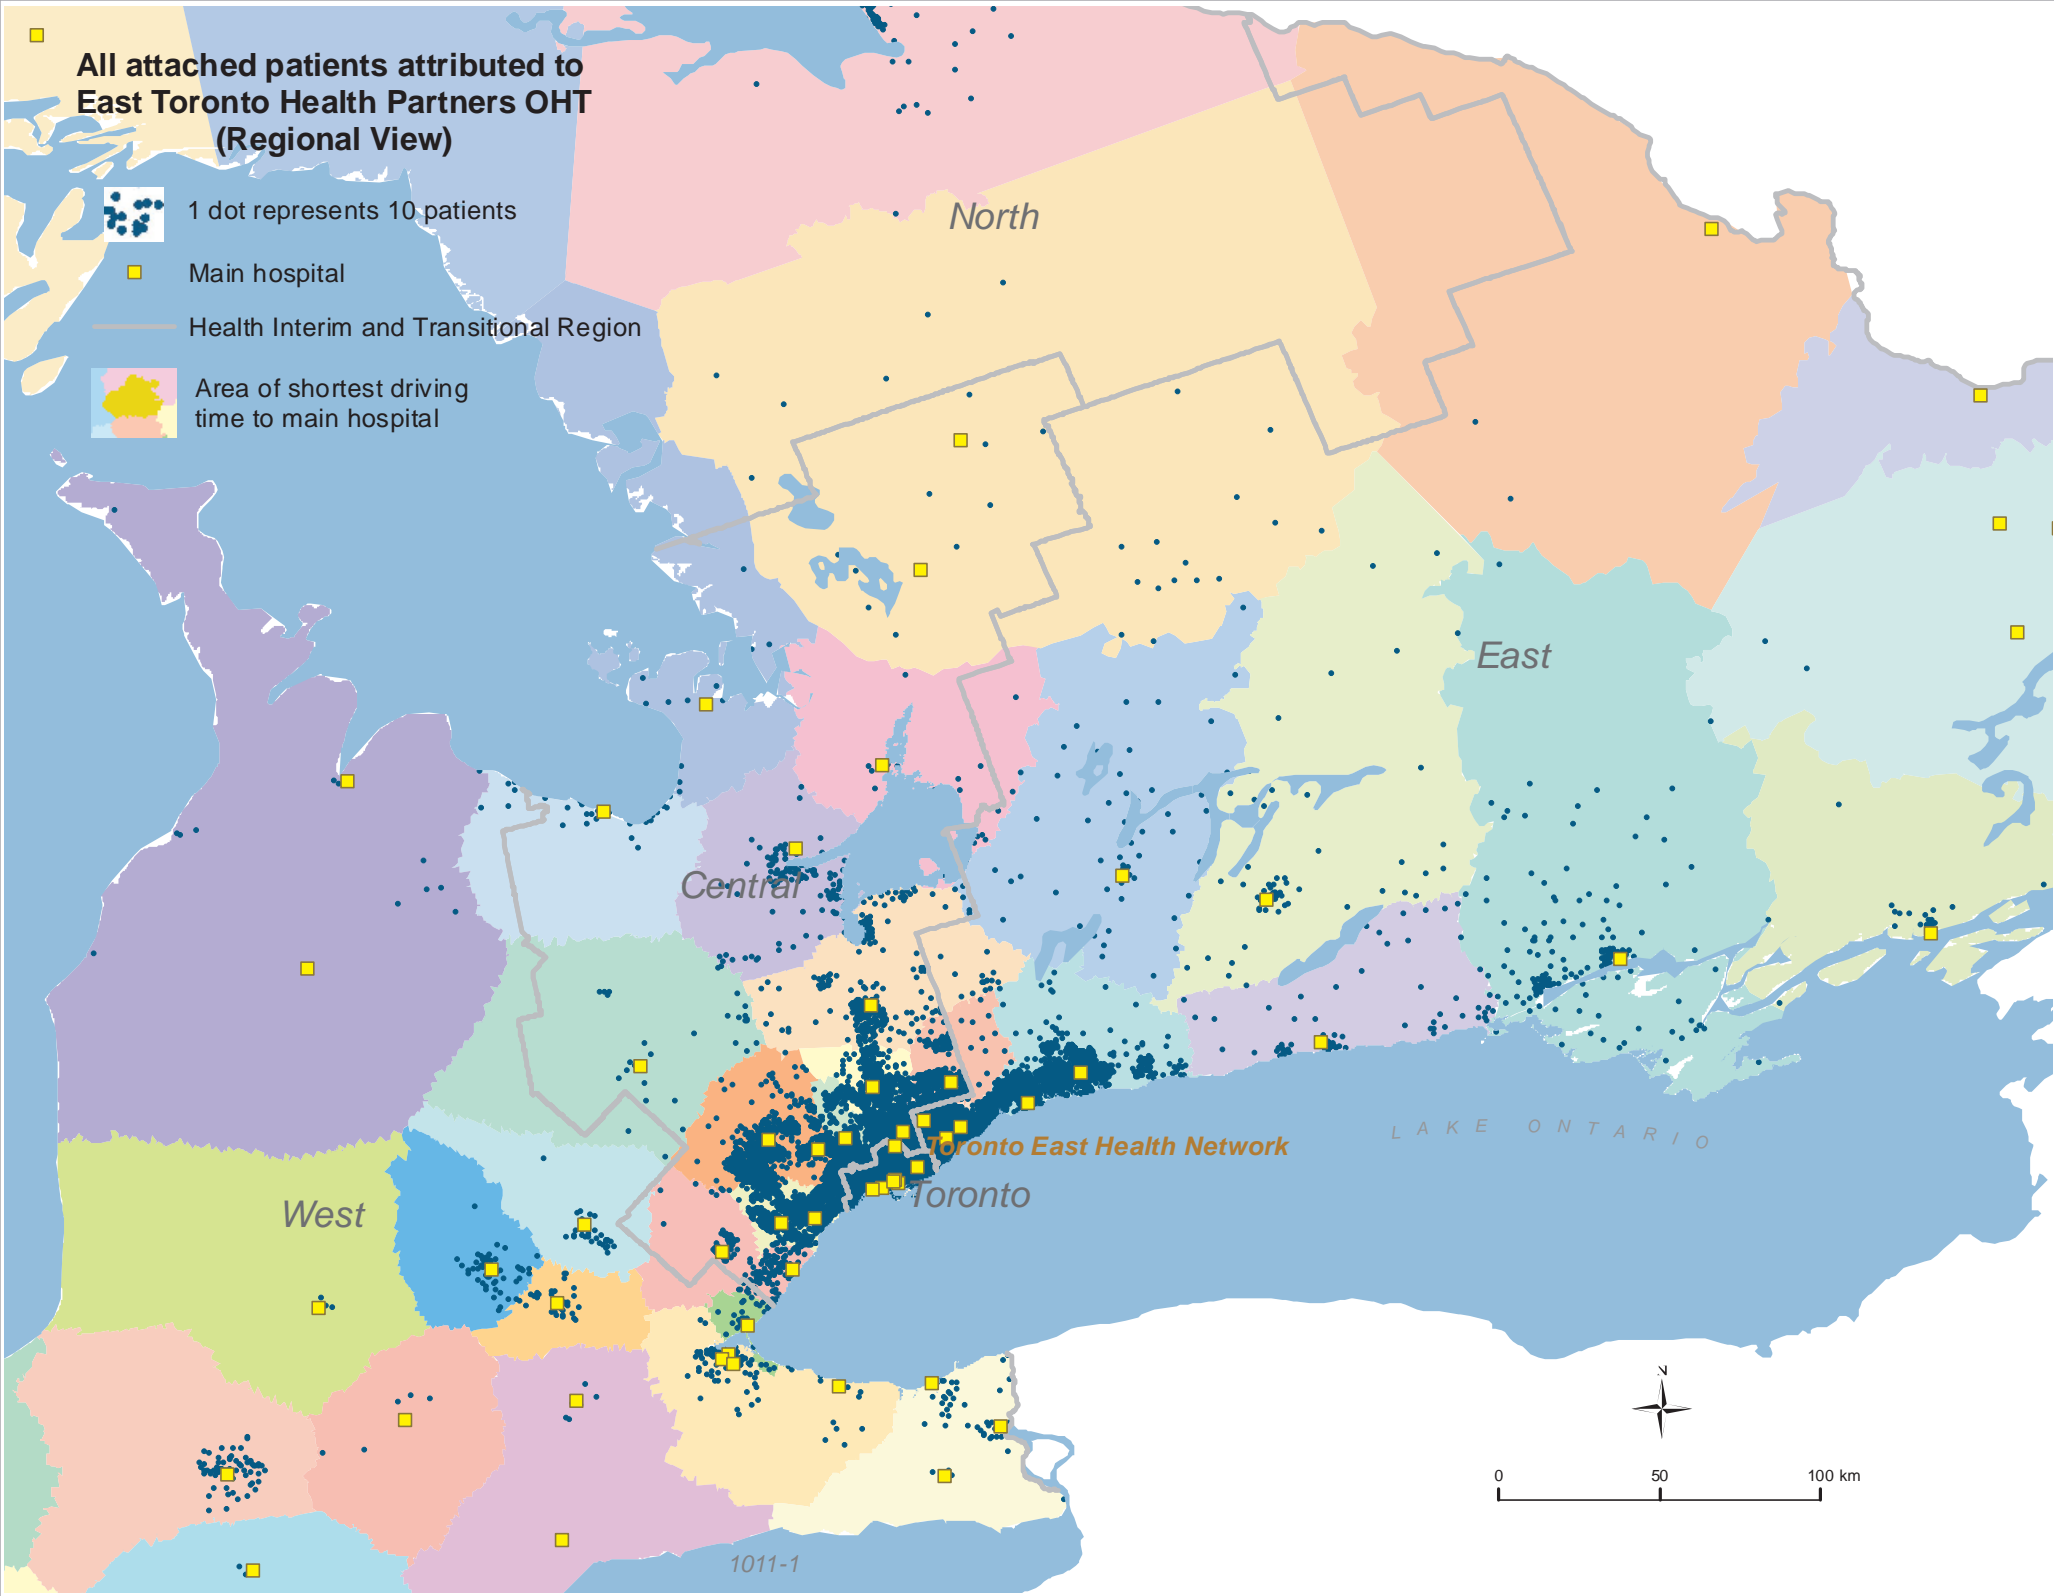 All attached patients attributed to
East Toronto Health Partners OHT
(Regional View)
1 dot represents 10 patients
Main hospital
Health Interim and Transitional Region
Area of shortest driving
time to main hospital
North
East
Central
Toronto East Health Network
Toronto
West
LAKE ONTARIO
N
0 50 100 km
1011-1